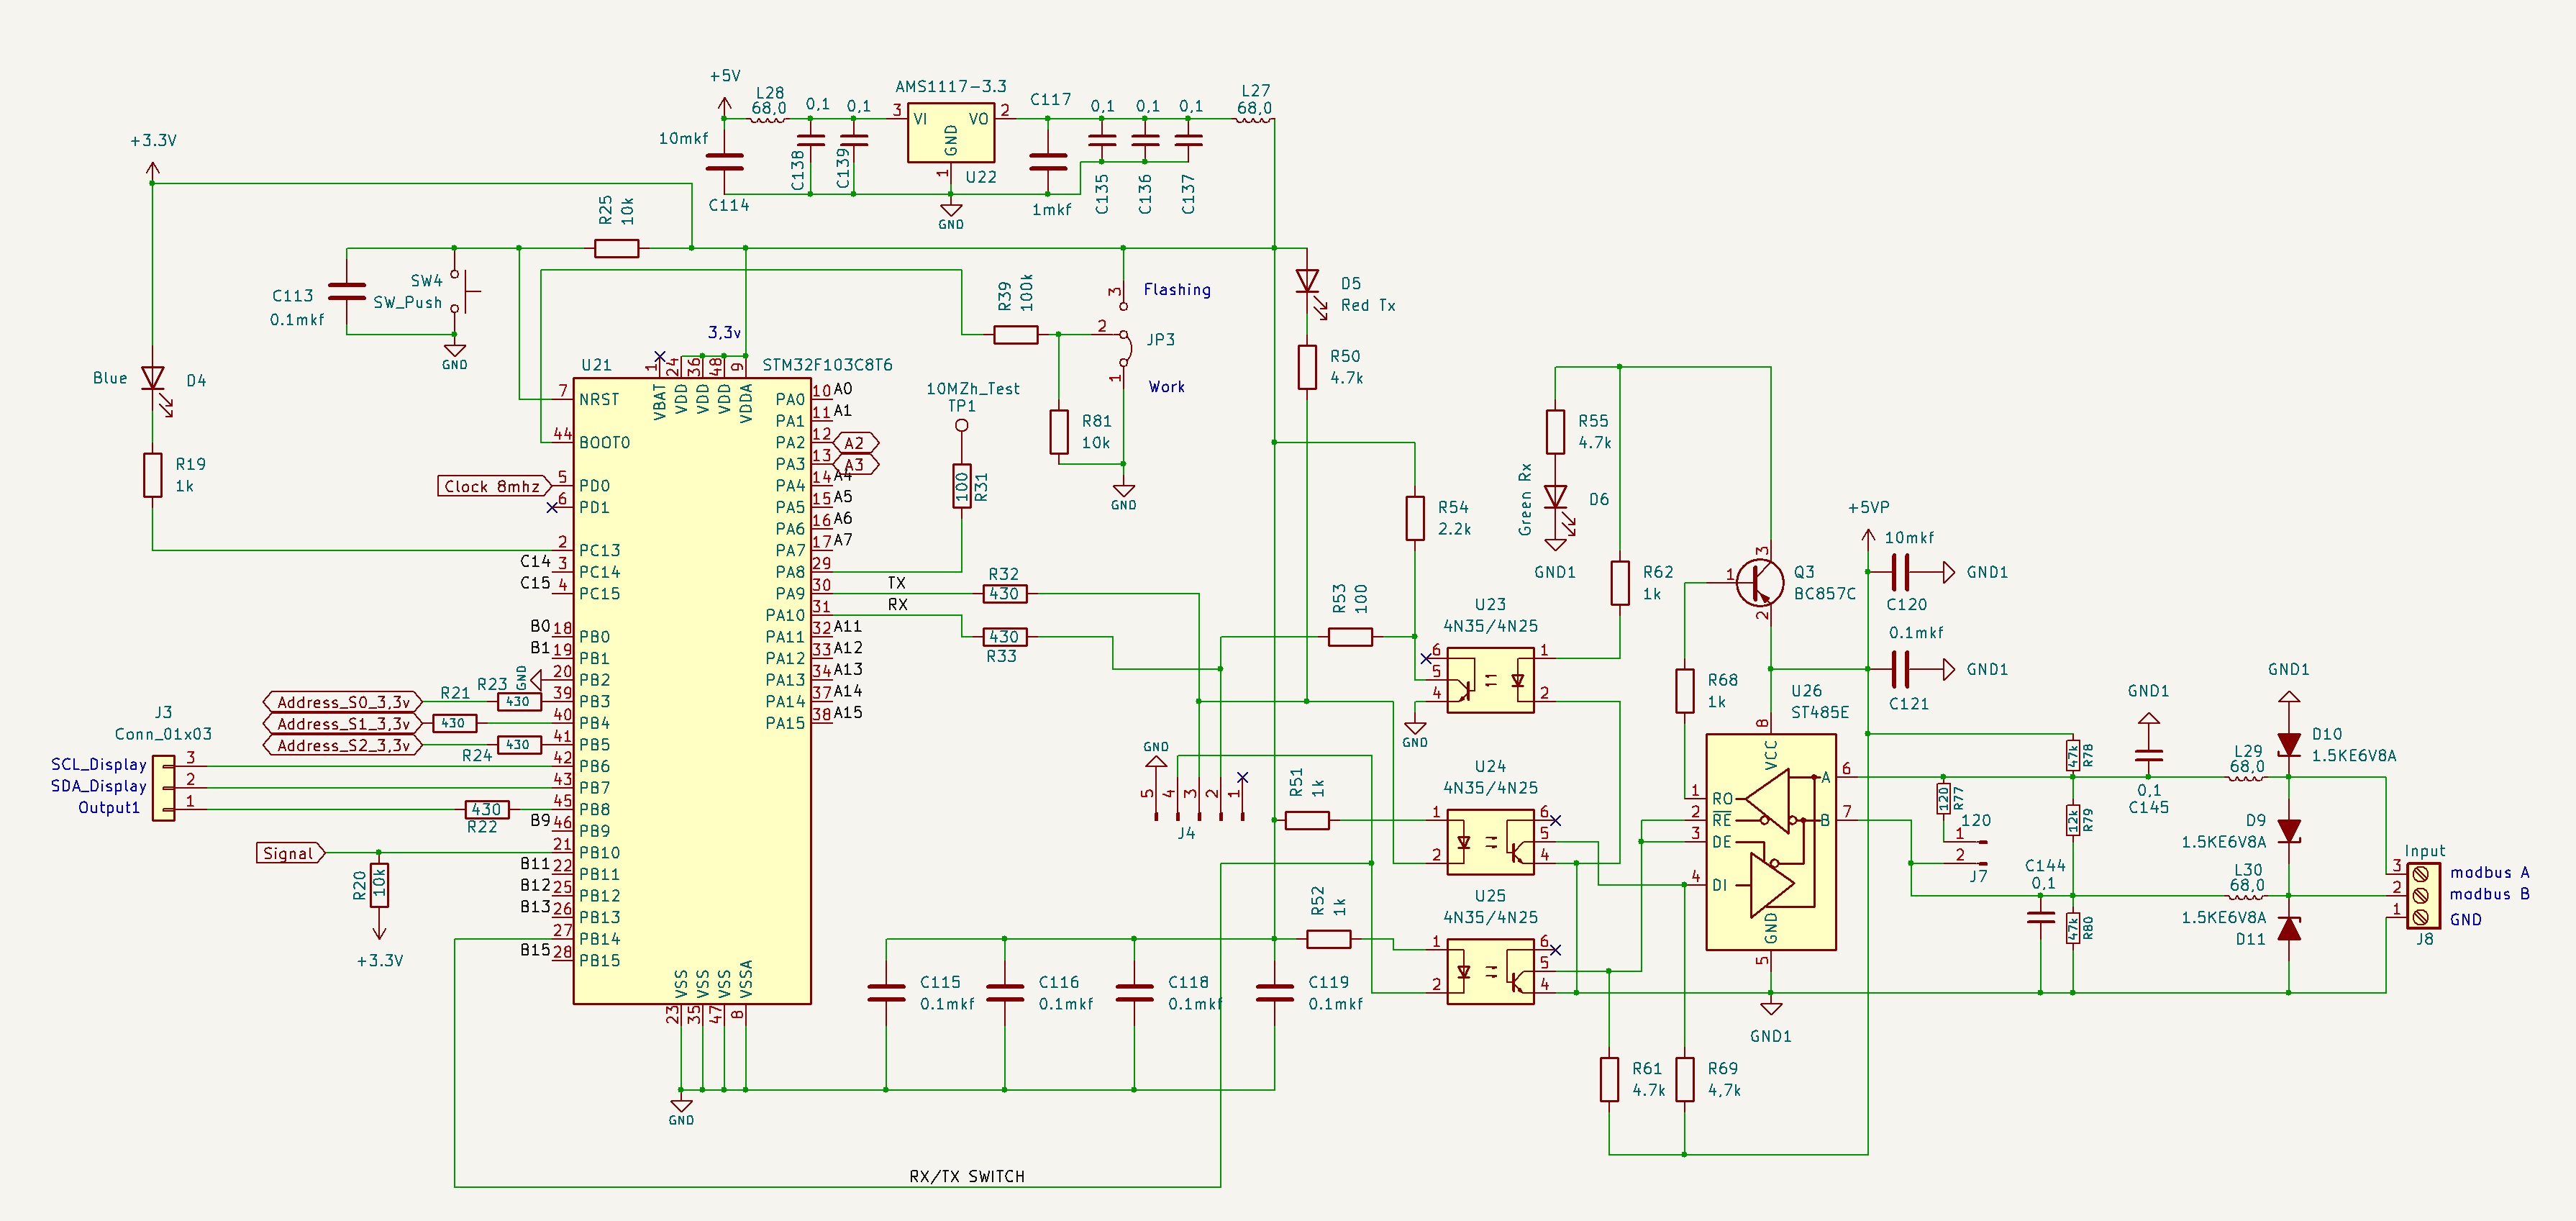 +5V
L28
68,0
0,1
0,1
AMS1117-3.3
C117
0,1
0,1
0,1
L27
68,0
10mkf
C138
C139
3
VI
VO
2
GND
1
U22
C114
GND
1mkf
C135
C136
C137
+3.3V
R25
10k
C113
0.1mkf
SW4
SW_Push
GND
R39
100k
3
Flashing
2
JP3
1
Work
D5
Red Tx
R50
4.7k
R81
10k
GND
3,3v
Blue
D4
R19
1k
U21
STM32F103C8T6
1
24
36
48
9
VBAT
VDD
VDD
VDD
VDDA
7
NRST
44
BOOT0
Clock 8mhz
5
PD0
6
PD1
2
PC13
C14
3
PC14
C15
4
PC15
B0
18
PB0
B1
19
PB1
GND
20
PB2
39
PB3
40
PB4
41
PB5
42
PB6
43
PB7
45
PB8
B9
46
PB9
21
PB10
B11
22
PB11
B12
25
PB12
B13
26
PB13
27
PB14
B15
28
PB15
PA0
10
A0
PA1
11
A1
PA2
12
A2
PA3
13
A3
PA4
14
A4
PA5
15
A5
PA6
16
A6
PA7
17
A7
PA8
29
PA9
30
TX
PA10
31
RX
PA11
32
A11
PA12
33
A12
PA13
34
A13
PA14
37
A14
PA15
38
A15
VSS
VSS
VSS
VSSA
23
35
47
8
GND
10MZh_Test
TP1
100
R31
R32
430
430
R33
Address_S0_3,3v
R21
R23
430
Address_S1_3,3v
430
Address_S2_3,3v
430
R24
J3
Conn_01x03
SCL_Display
3
SDA_Display
2
Output1
1
430
R22
Signal
R20
10k
+3.3V
R54
2.2k
R53
100
R55
4.7k
Green Rx
D6
GND1
R62
1k
U23
4N35/4N25
6
5
4
1
2
GND
GND
5
4
3
2
1
J4
R51
1k
U24
4N35/4N25
1
2
6
5
4
R52
1k
U25
4N35/4N25
1
2
6
5
4
C115
0.1mkf
C116
0.1mkf
C118
0.1mkf
C119
0.1mkf
RX/TX SWITCH
3
1
Q3
BC857C
2
R68
1k
+5VP
10mkf
GND1
C120
0.1mkf
GND1
C121
U26
ST485E
8
VCC
1
RO
2
RE
3
DE
4
DI
A
6
B
7
GND
5
GND1
R61
4.7k
R69
4,7k
47k
R78
120
R77
120
1
2
J7
12k
R79
47k
R80
GND1
0,1
C145
C144
0,1
L29
68,0
L30
68,0
GND1
D10
1.5KE6V8A
D9
1.5KE6V8A
1.5KE6V8A
D11
Input
3
modbus A
2
modbus B
1
GND
J8